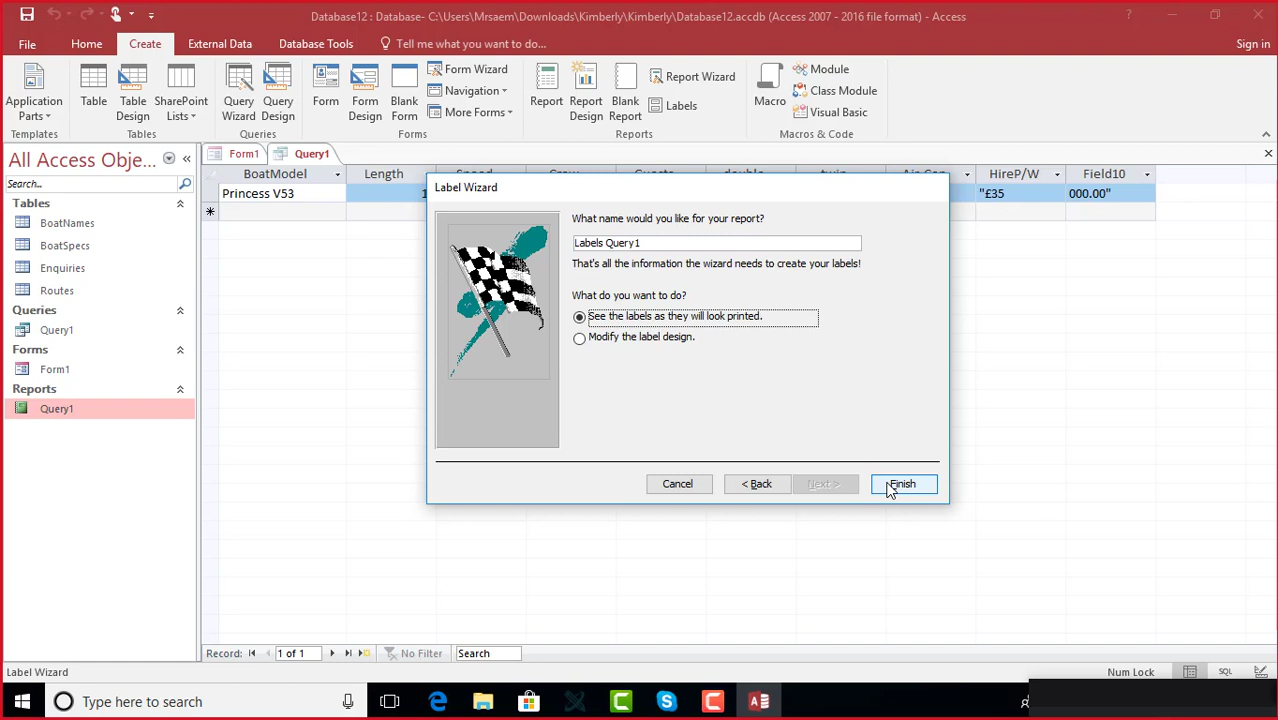 Database12 : Database- C:\Users\Mrsaem\Downloads\Kimberly\Kimberly\Database12.accdb (Access 2007 - 2016 file format) - Access
File Home Create External Data Database Tools Tell me what you want to do... Sign in
Application Parts
Table
Table Design
SharePoint Lists
Query Wizard
Query Design
Form
Form Design
Blank Form
Form Wizard
Navigation
More Forms
Report
Report Design
Blank Report
Report Wizard
Labels
Macro
Module
Class Module
Visual Basic
Templates Tables Queries Forms Reports Macros & Code
All Access Obje...
Search...
Tables
BoatNames
BoatSpecs
Enquiries
Routes
Queries
Query1
Forms
Form1
Reports
Query1
Form1 Query1
BoatModel Length HireP/W Field10
Princess V53 1 "£35 000.00"
Label Wizard
What name would you like for your report?
Labels Query1
That's all the information the wizard needs to create your labels!
What do you want to do?
See the labels as they will look printed.
Modify the label design.
Cancel < Back Next > Finish
Record: 1 of 1 No Filter Search
Label Wizard Num Lock SQL
Type here to search